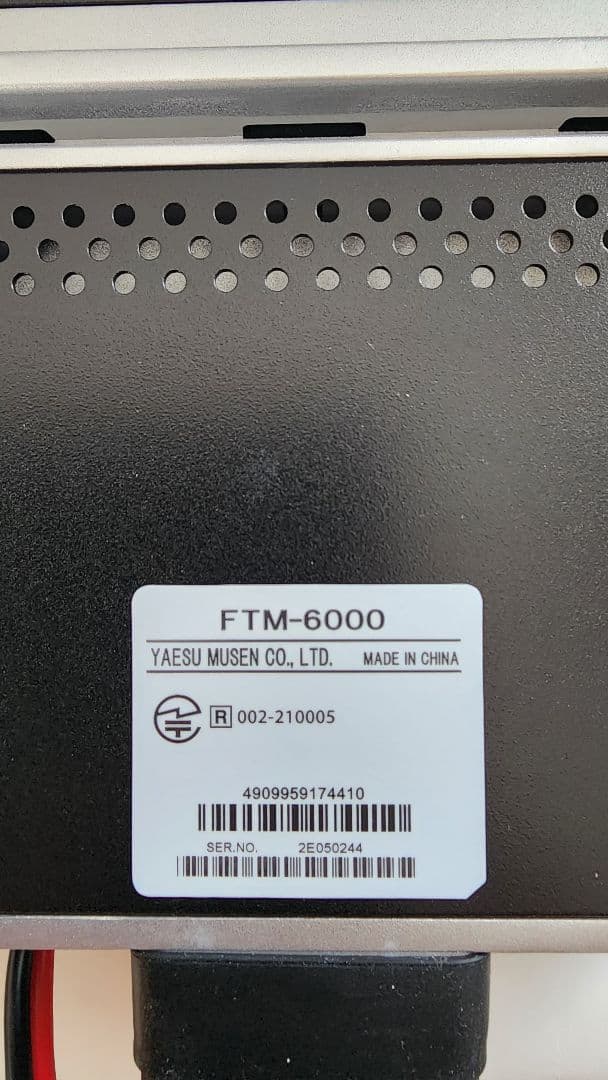 FTM-6000
YAESU MUSEN CO., LTD. MADE IN CHINA
R 002-210005
4909959174410
SER.NO. 2E050244